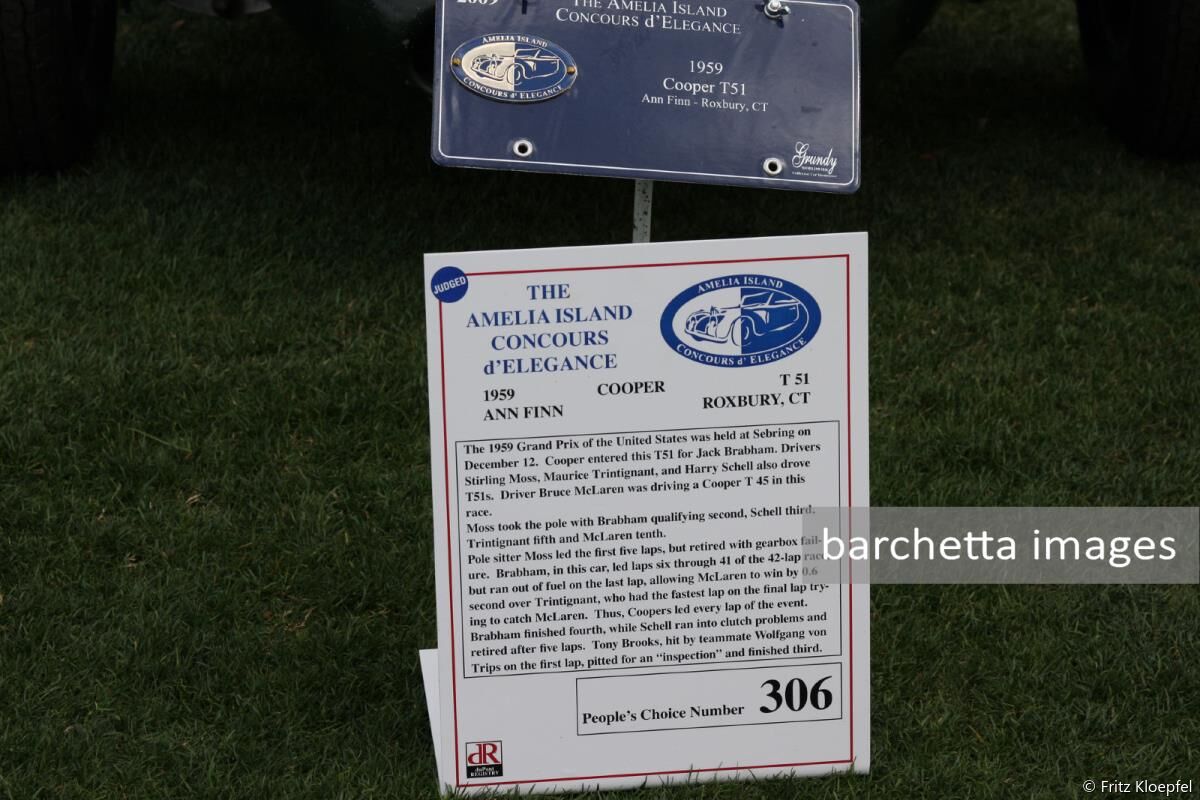 2009
THE AMELIA ISLAND
CONCOURS d'ELEGANCE
AMELIA ISLAND
CONCOURS d' ELEGANCE
1959
Cooper T51
Ann Finn - Roxbury, CT
Grundy
JUDGED
THE
AMELIA ISLAND
CONCOURS
d'ELEGANCE
AMELIA ISLAND
CONCOURS d' ELEGANCE
1959 COOPER T 51
ANN FINN ROXBURY, CT
The 1959 Grand Prix of the United States was held at Sebring on
December 12. Cooper entered this T51 for Jack Brabham. Drivers
Stirling Moss, Maurice Trintignant, and Harry Schell also drove
T51s. Driver Bruce McLaren was driving a Cooper T 45 in this
race.
Moss took the pole with Brabham qualifying second, Schell third,
Trintignant fifth and McLaren tenth.
Pole sitter Moss led the first five laps, but retired with gearbox fail-
ure. Brabham, in this car, led laps six through 41 of the 42-lap race
but ran out of fuel on the last lap, allowing McLaren to win by 0.6
second over Trintignant, who had the fastest lap on the final lap try-
ing to catch McLaren. Thus, Coopers led every lap of the event.
Brabham finished fourth, while Schell ran into clutch problems and
retired after five laps. Tony Brooks, hit by teammate Wolfgang von
Trips on the first lap, pitted for an "inspection" and finished third.
People's Choice Number 306
dR
duPont
REGISTRY
barchetta images
© Fritz Kloepfel